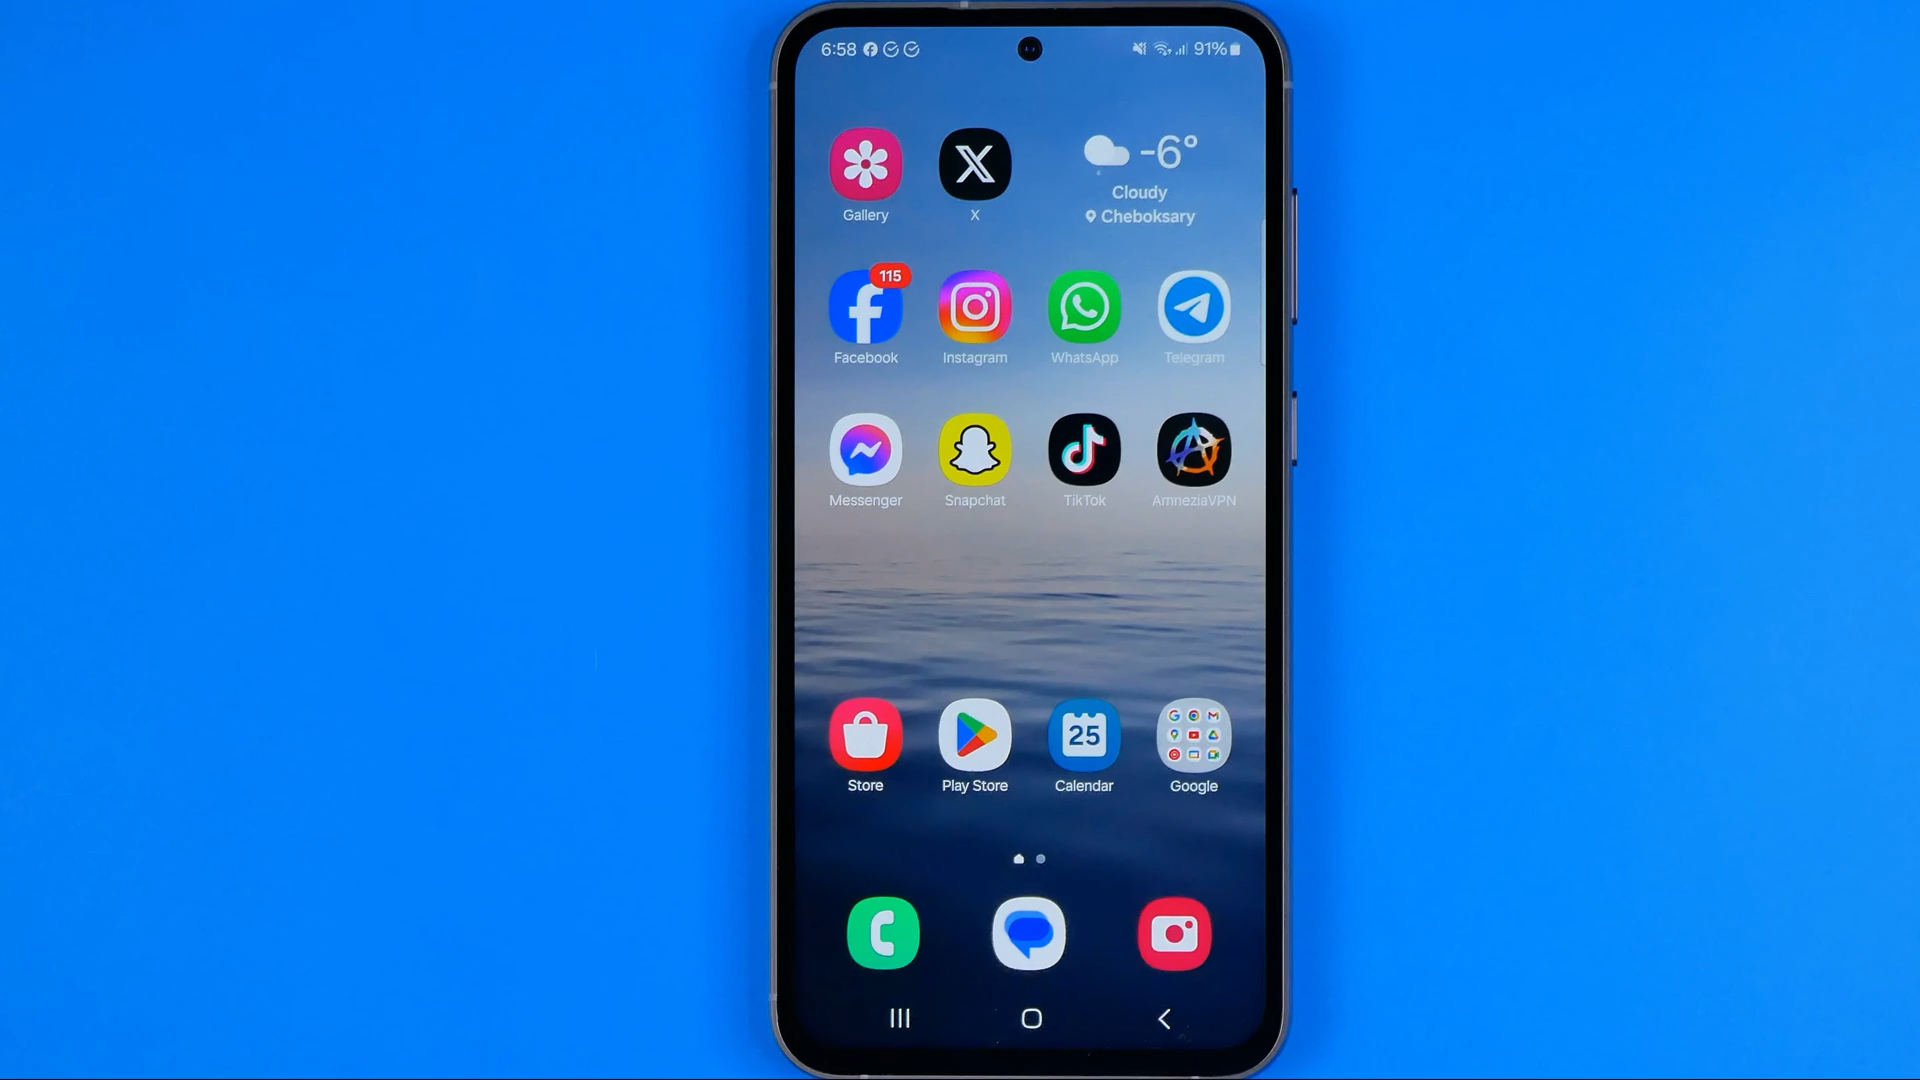 6:58
91%
-6°
Cloudy
Cheboksary
Gallery
X
115
Facebook
Instagram
WhatsApp
Telegram
Messenger
Snapchat
TikTok
AmneziaVPN
25
Store
Play Store
Calendar
Google